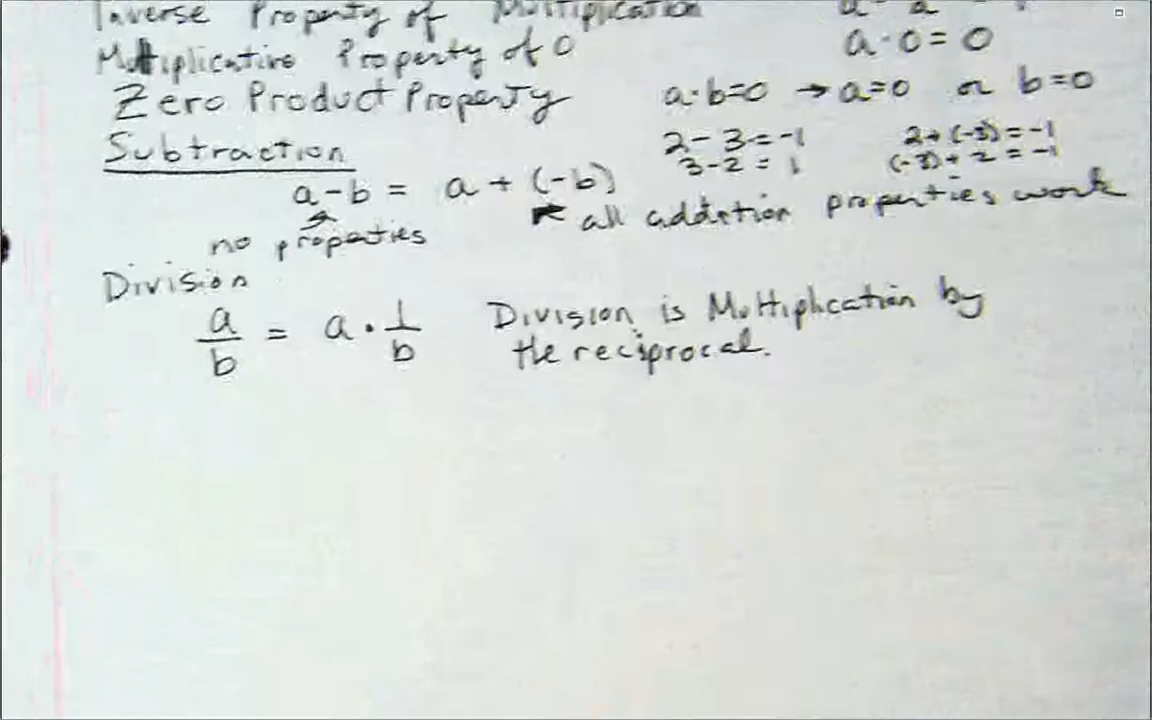 Inverse Property of Multiplication
Multiplicative Property of 0 a · 0 = 0
Zero Product Property a·b=0 → a=0 or b=0
Subtraction 2 - 3 = -1 2 + (-3) = -1
3 - 2 = 1 (-3) + 2 = -1
a - b = a + (-b)
no properties all addition properties work
Division
a/b = a · 1/b Division is Multiplication by
the reciprocal.